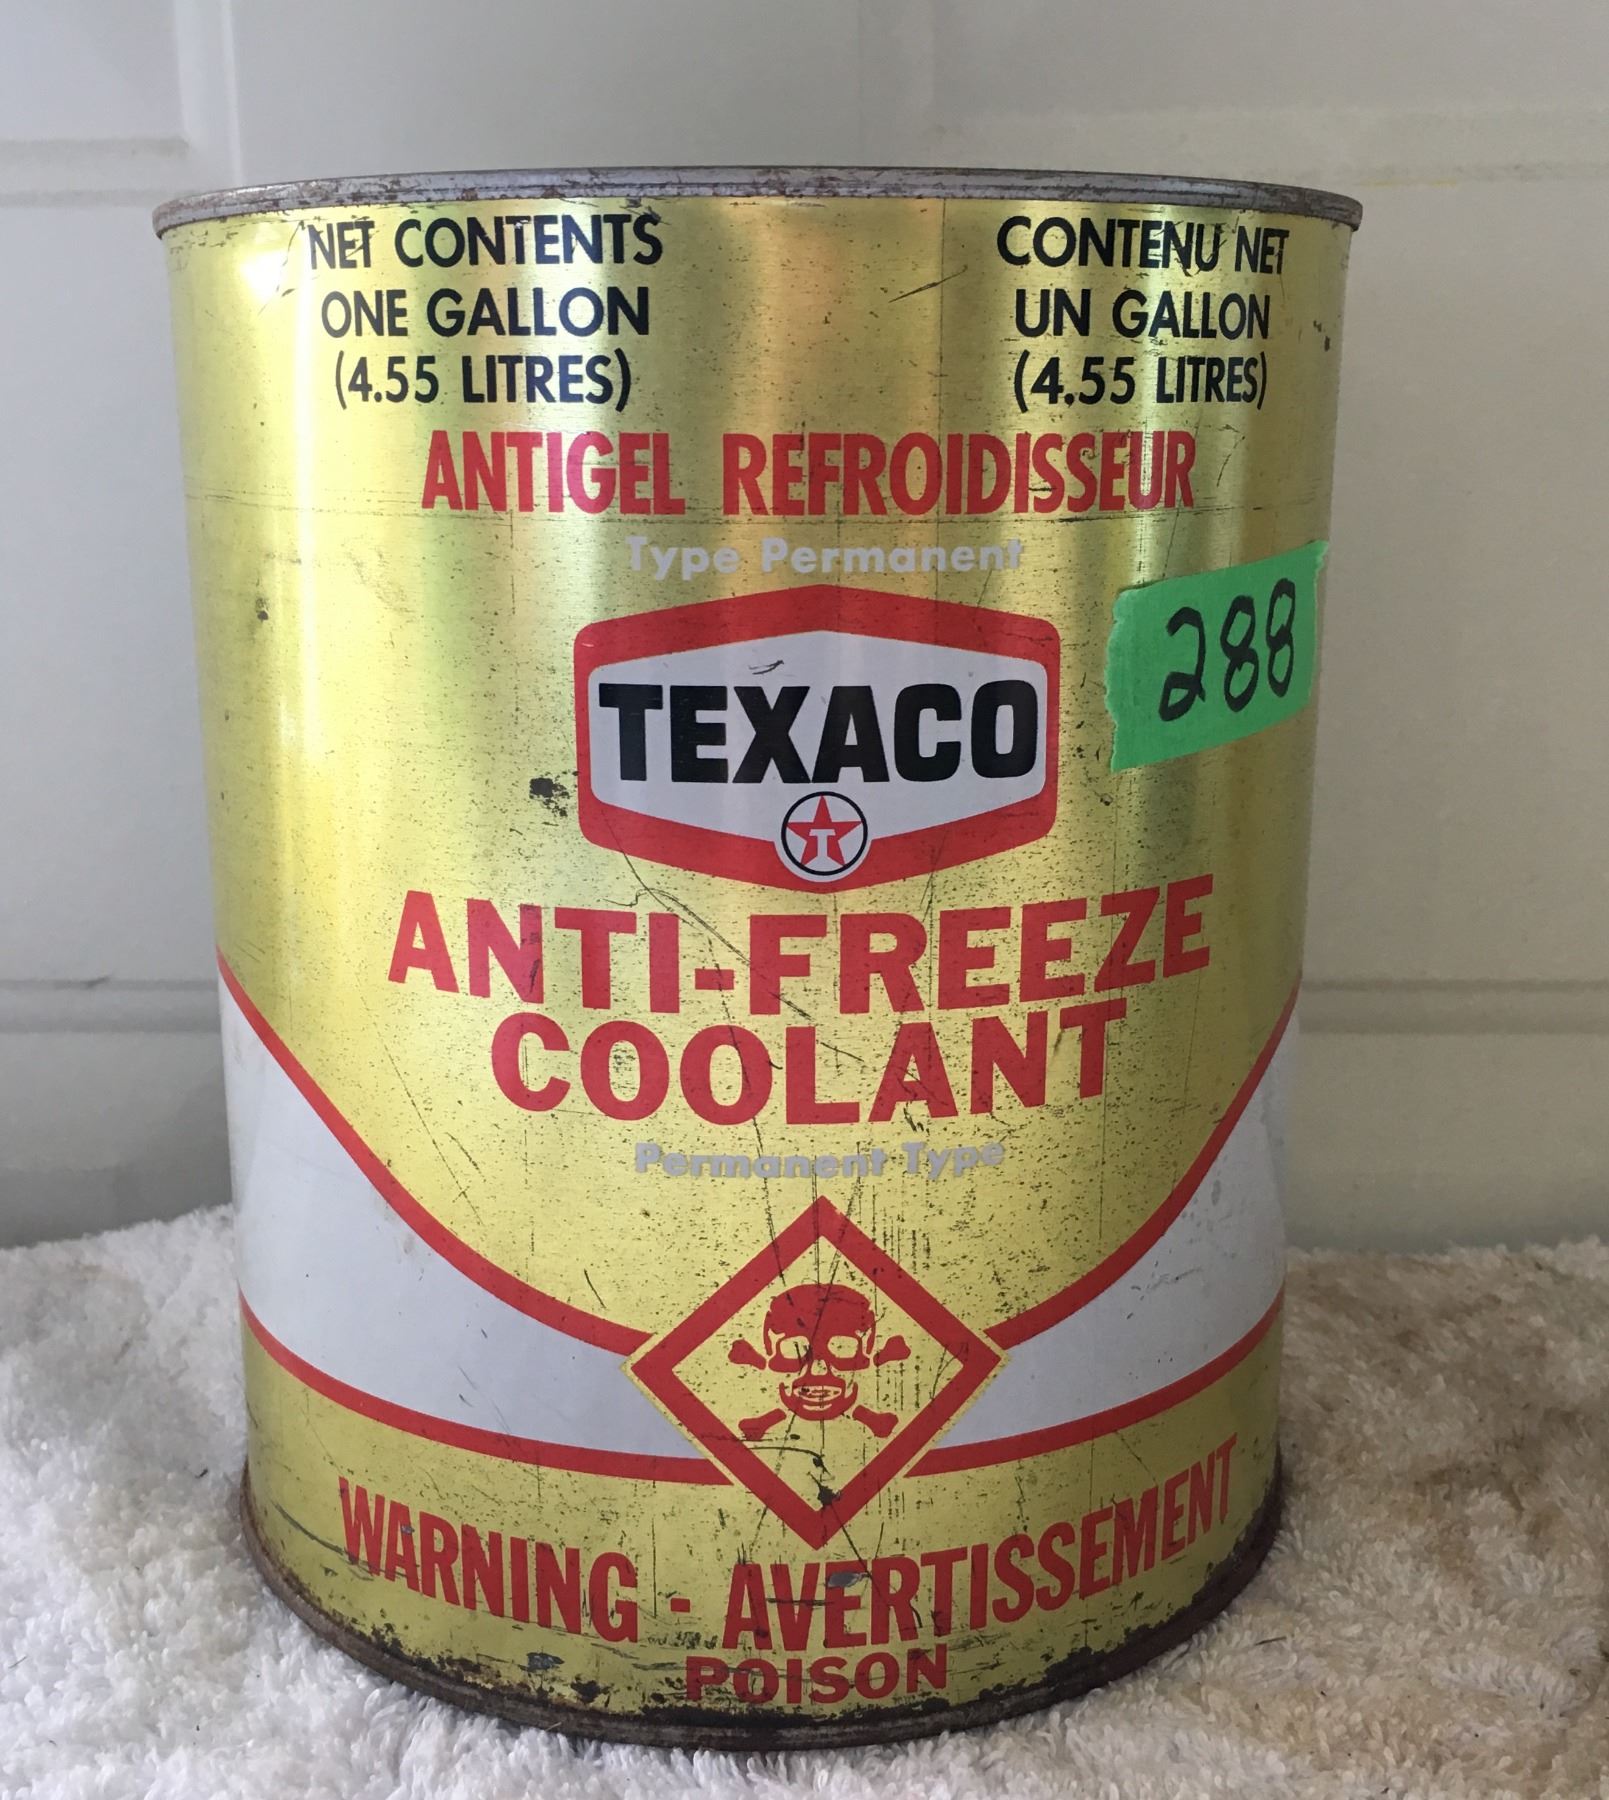 NET CONTENTS
ONE GALLON
(4.55 LITRES)
CONTENU NET
UN GALLON
(4.55 LITRES)
ANTIGEL REFROIDISSEUR
Type Permanent
288
TEXACO
T
ANTI-FREEZE
COOLANT
Permanent Type
WARNING - AVERTISSEMENT
POISON